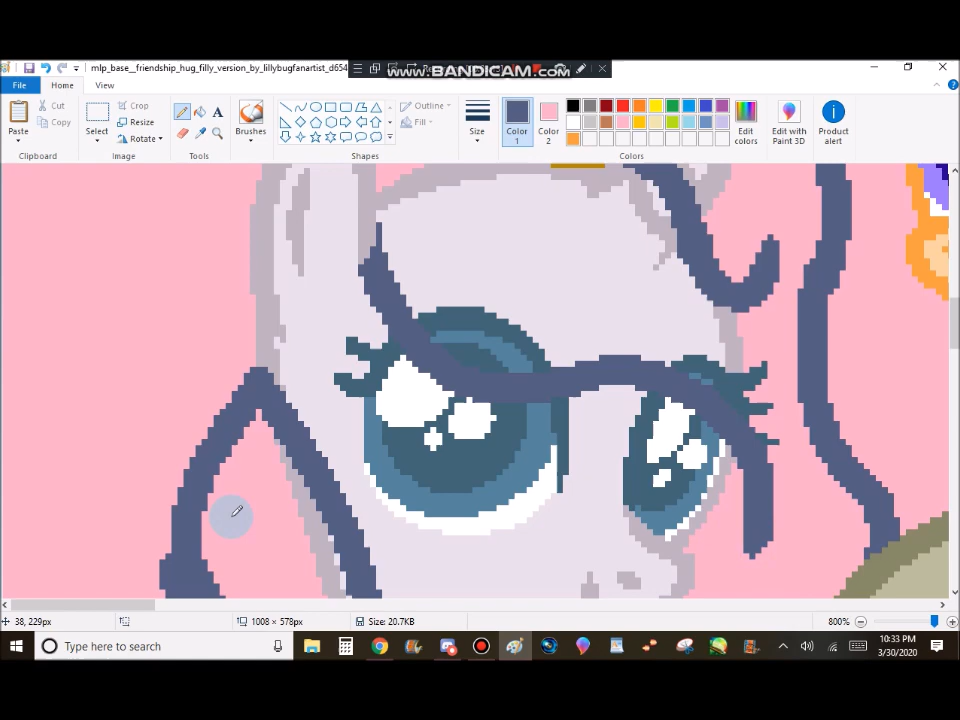 mlp_base__friendship_hug_filly_version_by_lillybugfanartist_d654
www.BANDICAM.com
File
Home
View
Paste
Cut
Copy
Clipboard
Select
Crop
Resize
Rotate
Image
Tools
Brushes
Shapes
Outline
Fill
Size
Color
1
Color
2
Edit
colors
Colors
Edit with
Paint 3D
Product
alert
38, 229px
1008 × 578px
Size: 20.7KB
800%
Type here to search
10:33 PM
3/30/2020